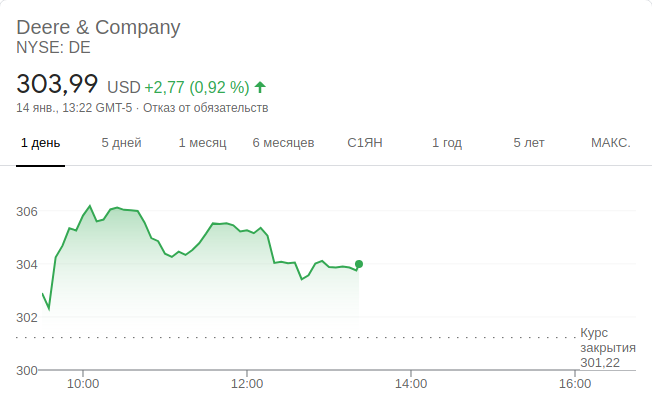 Deere & Company
NYSE: DE
303,99 USD +2,77 (0,92 %)
14 янв., 13:22 GMT-5 · Отказ от обязательств
1 день 5 дней 1 месяц 6 месяцев С1ЯН 1 год 5 лет МАКС.
306
304
302
Курс
закрытия
301,22
300
10:00 12:00 14:00 16:00